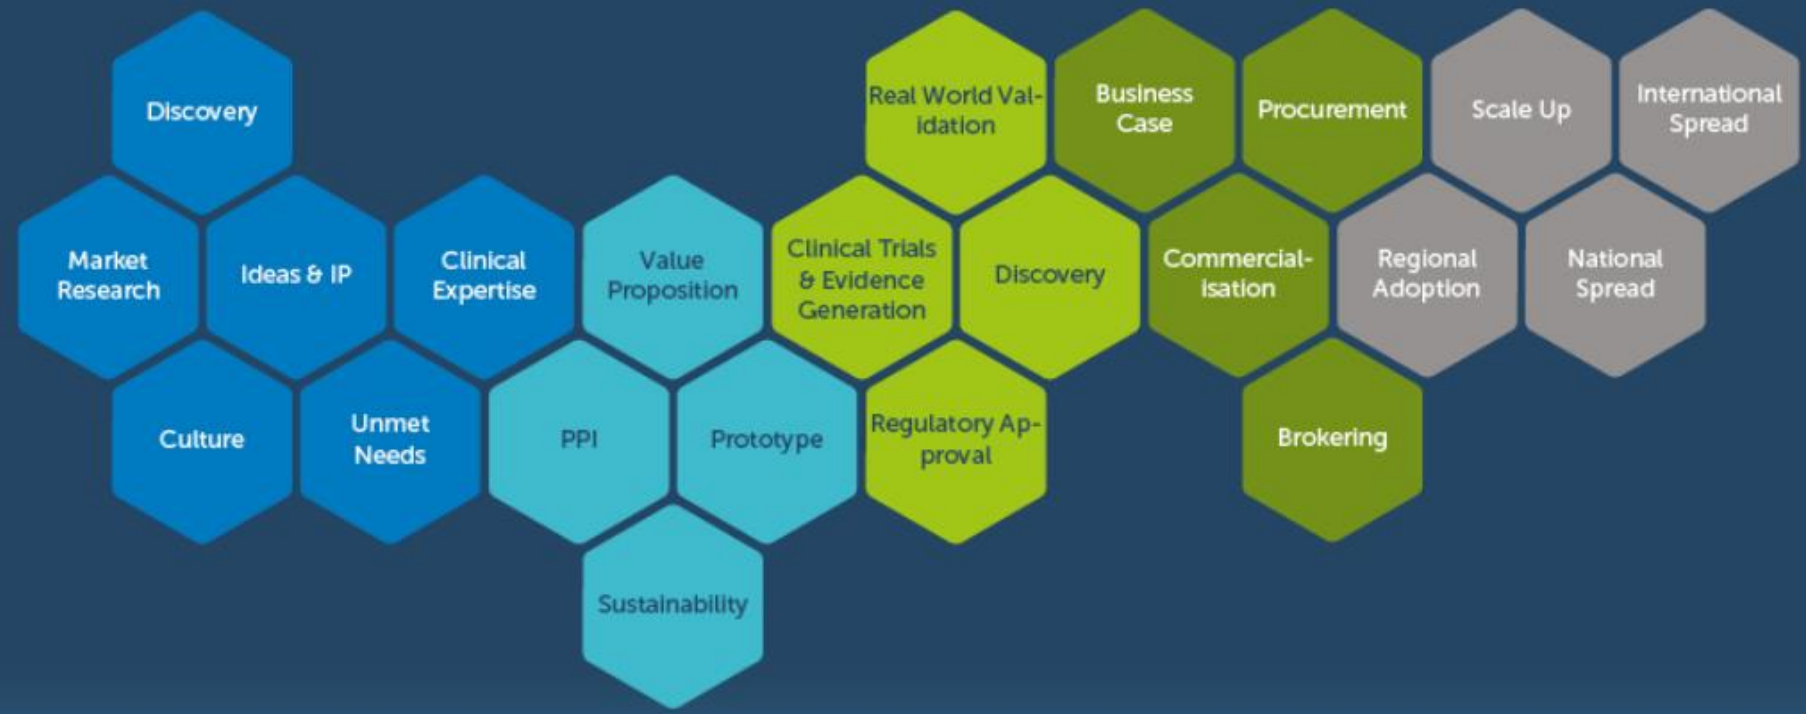 Discovery
Real World Val-
idation
Business
Case
Procurement
Scale Up
International
Spread
Market
Research
Ideas & IP
Clinical
Expertise
Value
Proposition
Clinical Trials
& Evidence
Generation
Discovery
Commercial-
isation
Regional
Adoption
National
Spread
Culture
Unmet
Needs
PPI
Prototype
Regulatory Ap-
proval
Brokering
Sustainability